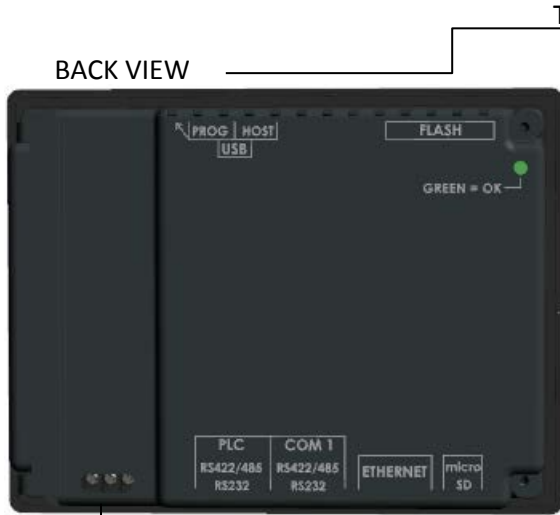 T
BACK VIEW
PROG HOST
USB
FLASH
GREEN = OK
PLC COM 1
RS422/485 RS422/485
RS232 RS232
ETHERNET
micro
SD